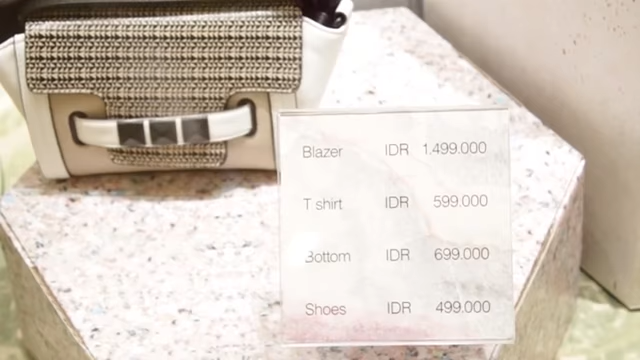 Blazer IDR 1.499.000
T shirt IDR 599.000
Bottom IDR 699.000
Shoes IDR 499.000